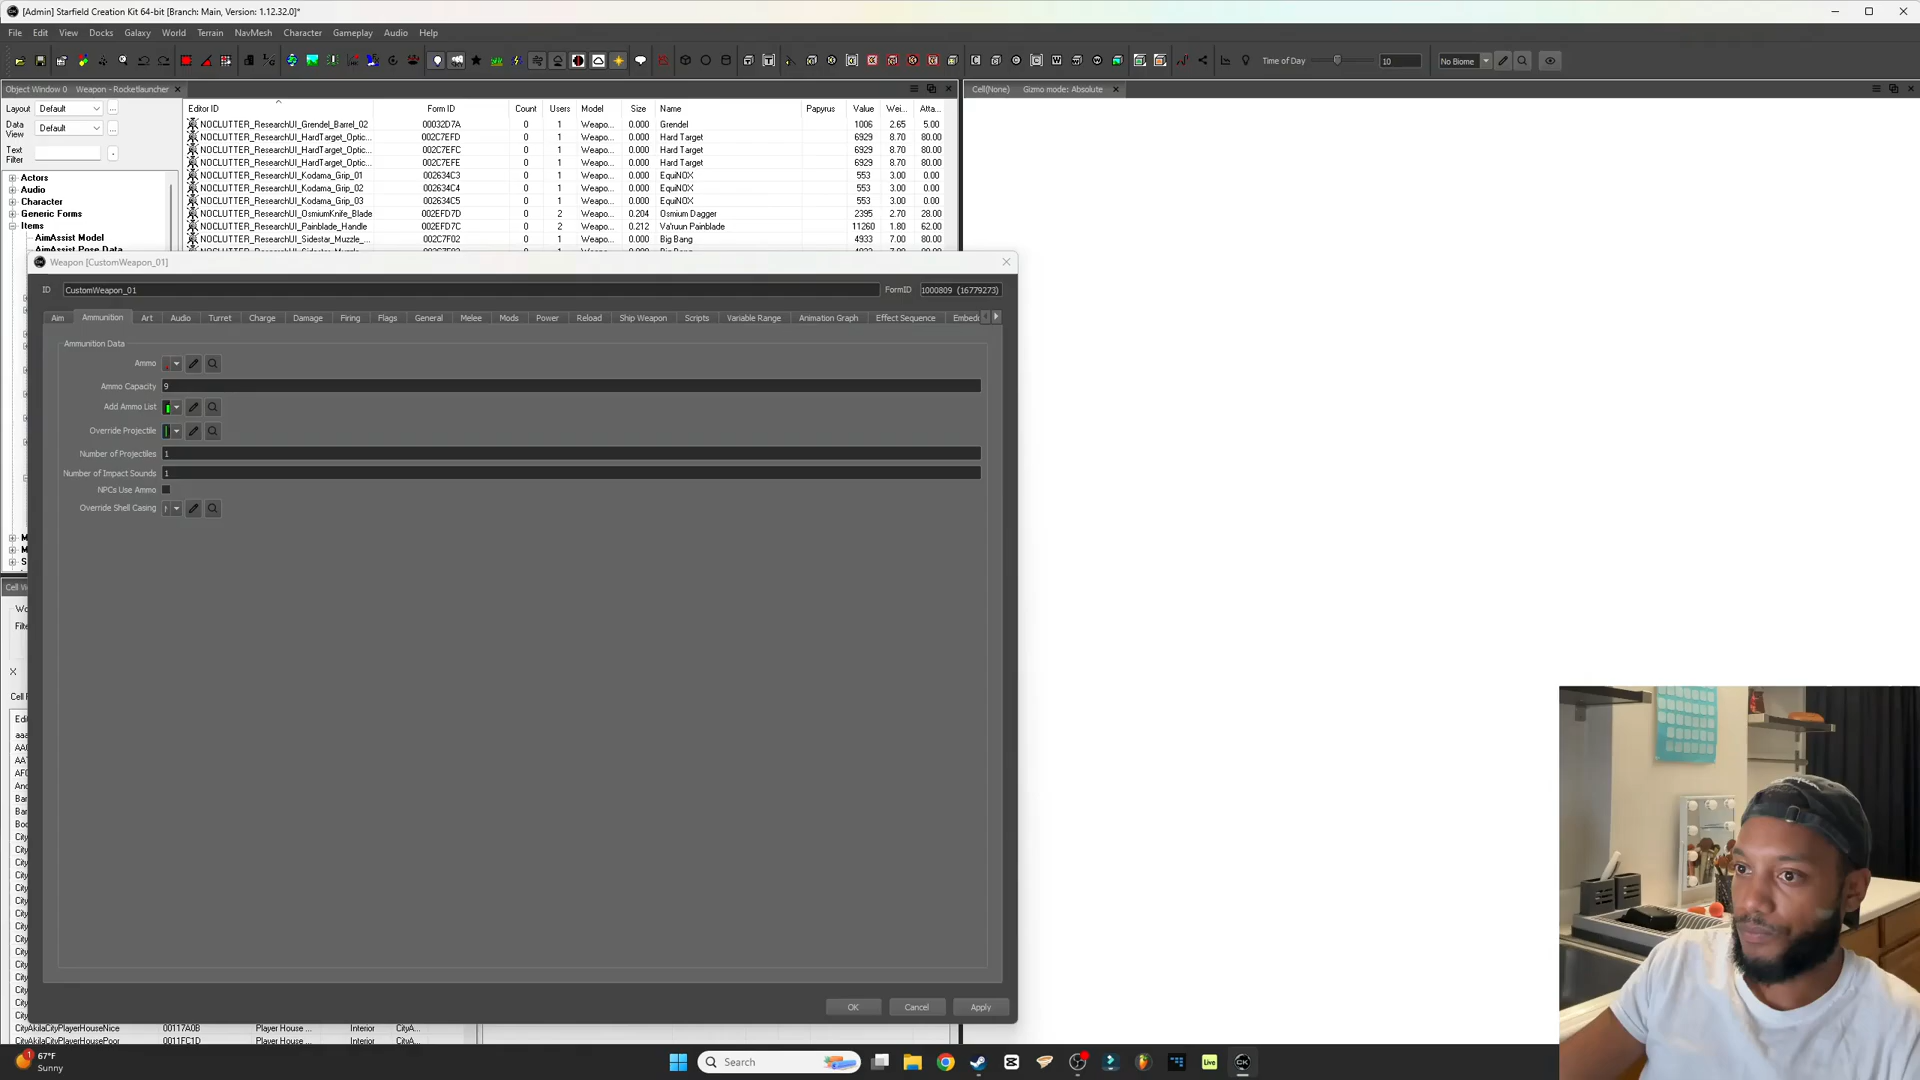 [Admin] Starfield Creation Kit 64-bit [Branch: Main, Version: 1.12.32.0]*
File Edit View Docks Galaxy World Terrain NavMesh Character Gameplay Audio Help
Time of Day 10 No Biome
Object Window 0 Weapon - Rocketlauncher
Cell(None) Gizmo mode: Absolute
Layout Default ...
Data View Default ...
Text Filter
Actors
Audio
Character
Generic Forms
Items
AimAssist Model
AimAssist Pose Data
Editor ID Form ID Count Users Model Size Name Papyrus Value Wei... Atta...
NOCLUTTER_ResearchUI_Grendel_Barrel_02 00032D7A 0 1 Weapo... 0.000 Grendel 1006 2.65 5.00
NOCLUTTER_ResearchUI_HardTarget_Optic... 002C7EFD 0 1 Weapo... 0.000 Hard Target 6929 8.70 80.00
NOCLUTTER_ResearchUI_HardTarget_Optic... 002C7EFC 0 1 Weapo... 0.000 Hard Target 6929 8.70 80.00
NOCLUTTER_ResearchUI_HardTarget_Optic... 002C7EFE 0 1 Weapo... 0.000 Hard Target 6929 8.70 80.00
NOCLUTTER_ResearchUI_Kodama_Grip_01 002634C3 0 1 Weapo... 0.000 EquiNOX 553 3.00 0.00
NOCLUTTER_ResearchUI_Kodama_Grip_02 002634C4 0 1 Weapo... 0.000 EquiNOX 553 3.00 0.00
NOCLUTTER_ResearchUI_Kodama_Grip_03 002634C5 0 1 Weapo... 0.000 EquiNOX 553 3.00 0.00
NOCLUTTER_ResearchUI_OsmiumKnife_Blade 002EFD7D 0 2 Weapo... 0.204 Osmium Dagger 2395 2.70 28.00
NOCLUTTER_ResearchUI_Painblade_Handle 002EFD7C 0 2 Weapo... 0.212 Va'ruun Painblade 11260 1.80 62.00
NOCLUTTER_ResearchUI_Sidestar_Muzzle_... 002C7F02 0 1 Weapo... 0.000 Big Bang 4933 7.00 80.00
Weapon [CustomWeapon_01]
ID CustomWeapon_01 FormID 1000809 (16779273)
Aim Ammunition Art Audio Turret Charge Damage Firing Flags General Melee Mods Power Reload Ship Weapon Scripts Variable Range Animation Graph Effect Sequence Embedd
Ammunition Data
Ammo
Ammo Capacity 9
Add Ammo List
Override Projectile
Number of Projectiles 1
Number of Impact Sounds 1
NPCs Use Ammo
Override Shell Casing
OK Cancel Apply
CityAkilaCityPlayerHouseNice 00117A0B Player House ... Interior CityA...
CityAkilaCityPlayerHousePoor 0011FC1D Player House ... Interior CityA...
67°F
Sunny
Search
Live